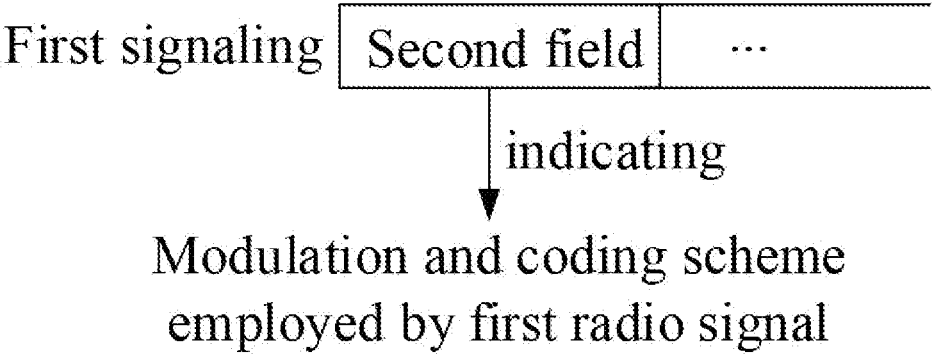 First signaling Second field ...
indicating
Modulation and coding scheme
employed by first radio signal